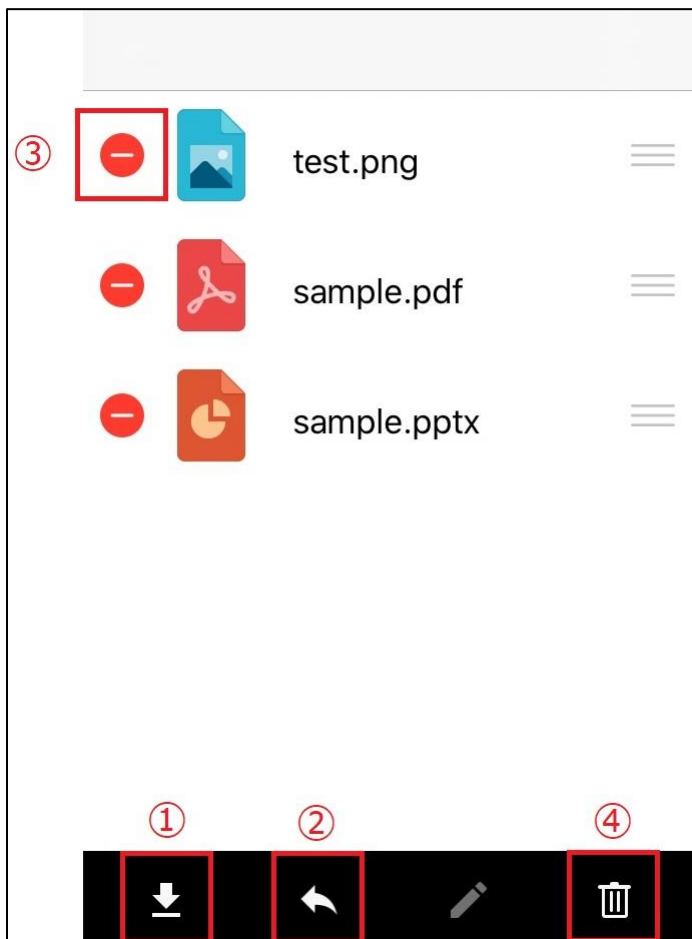 ③
test.png
sample.pdf
sample.pptx
① ② ④